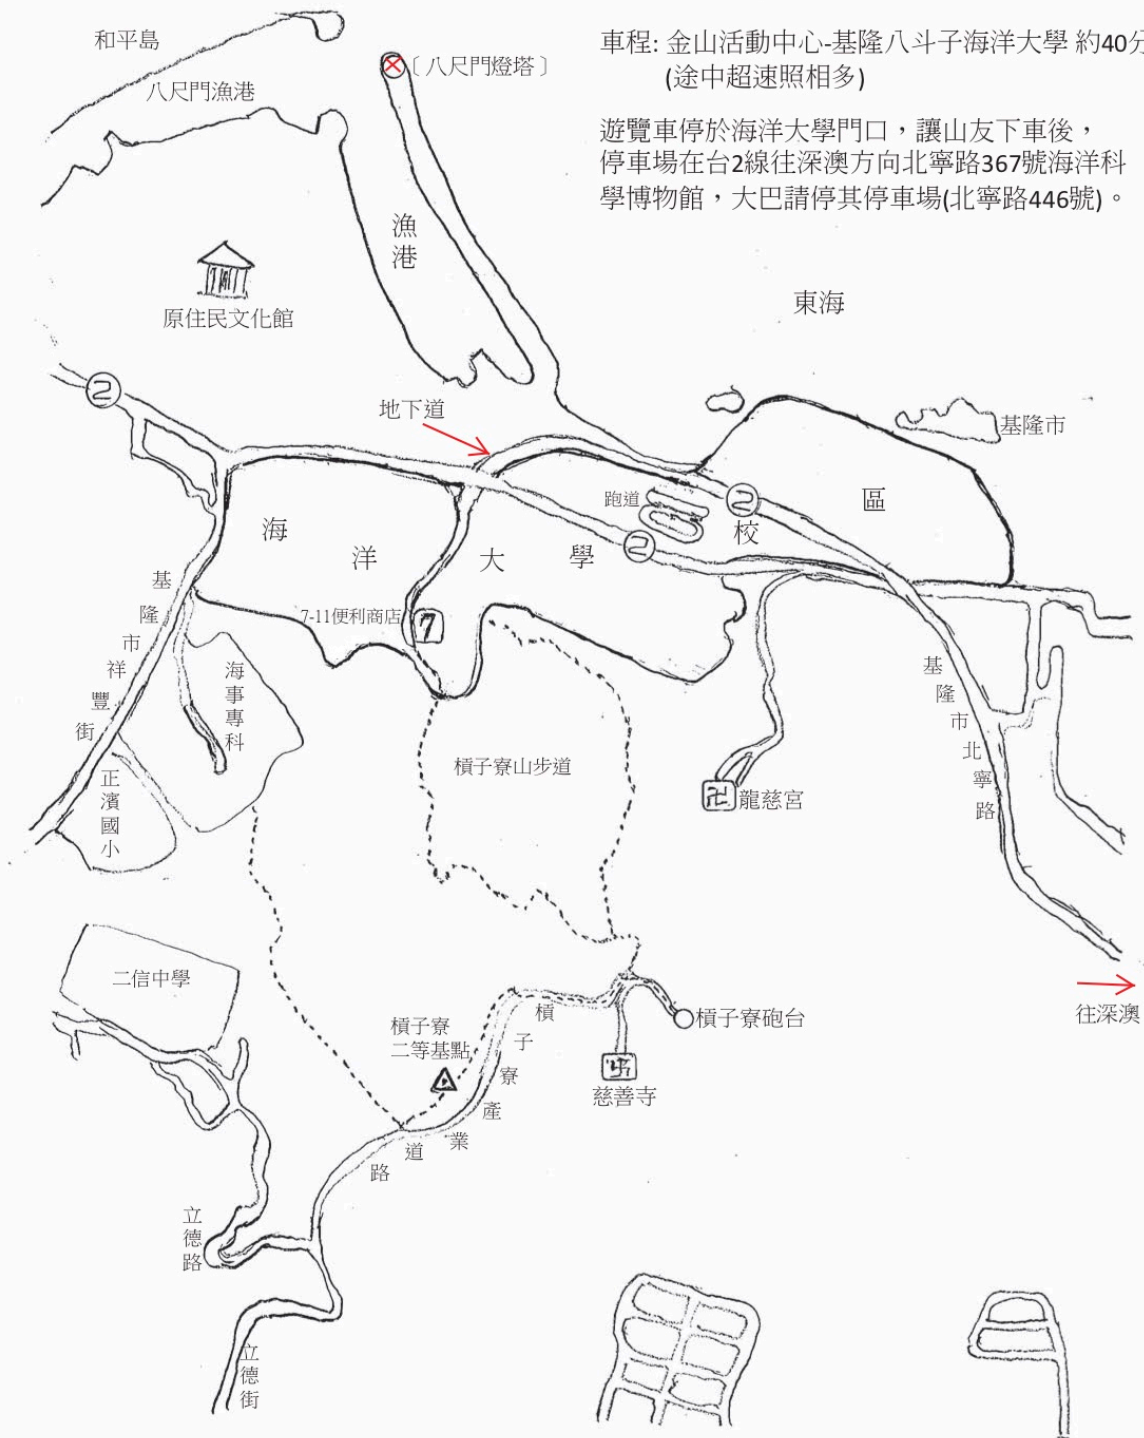 和平島
八尺門漁港
〔八尺門燈塔〕
車程: 金山活動中心-基隆八斗子海洋大學 約40分
(途中超速照相多)
遊覽車停於海洋大學門口，讓山友下車後，
停車場在台2線往深澳方向北寧路367號海洋科
學博物館，大巴請停其停車場(北寧路446號)。
漁港
東海
原住民文化館
2
地下道
基隆市
跑道
2
2
海洋大學校區
7-11便利商店
7
基隆市祥豐街
海事專科
正濱國小
槓子寮山步道
卍
龍慈宮
基隆市北寧路
二信中學
往深澳
槓子寮
二等基點
槓子寮砲台
卐
慈善寺
槓子寮產業道路
立德路
立德街